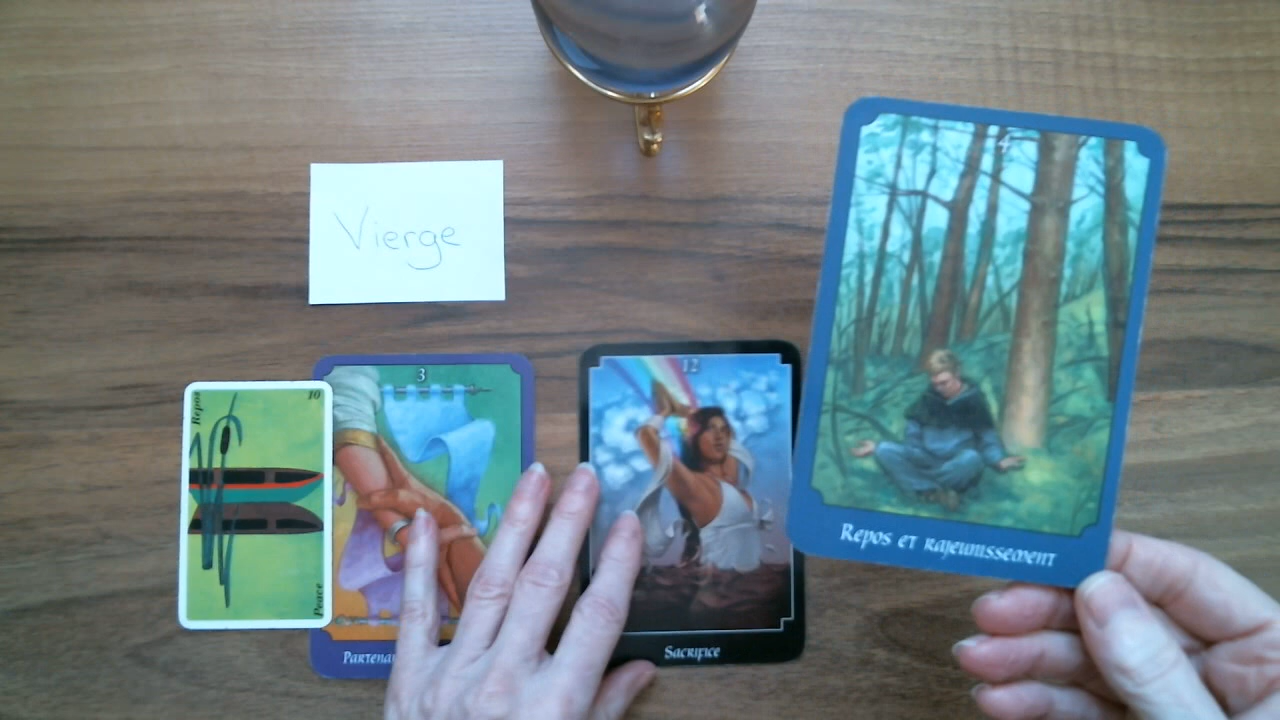 Vierge
Repos
10
Peace
3
12
Sacrifice
4
Repos et rajeunissement